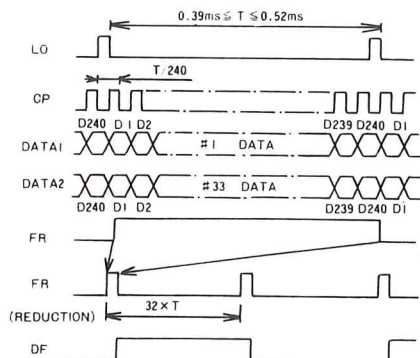 0.39ms≦ T ≦0.52ms
LO
T/240
CP
D240 D1 D2 D239 D240 D1
DATA1 #1 DATA
DATA2 #33 DATA
D240 D1 D2 D239 D240 D1
FR
FR
(REDUCTION) 32×T
DF